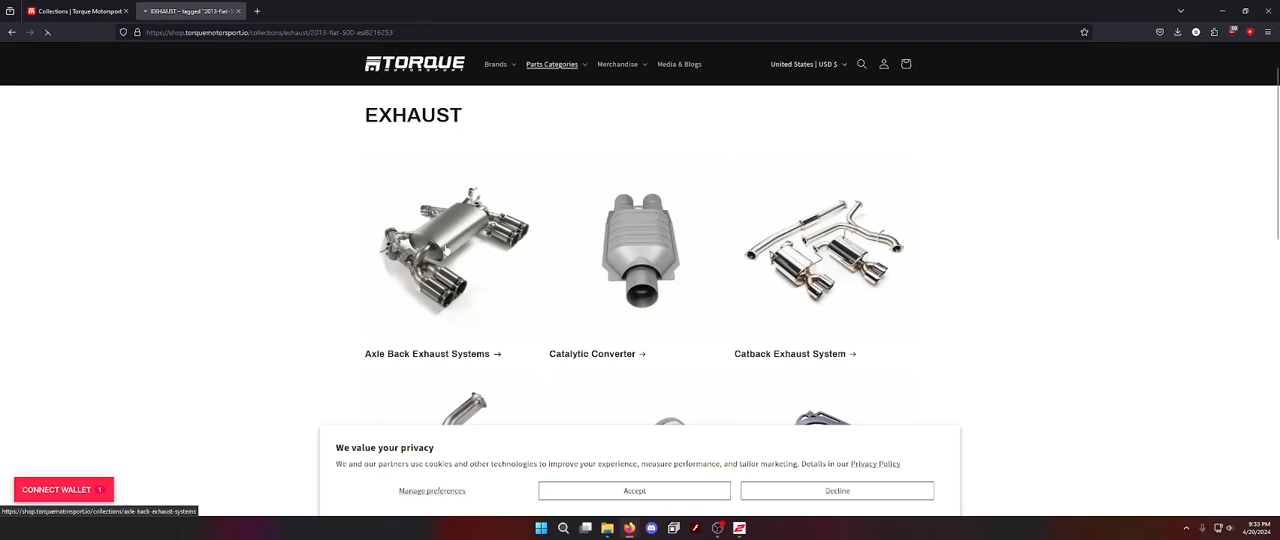 Collections | Torque Motorsport
EXHAUST – tagged "2013-fiat-5
https://shop.torquemotorsport.io/collections/exhaust/2013-fiat-500-esi8216253
TORQUE
MOTORSPORT
Brands
Parts Categories
Merchandise
Media & Blogs
United States | USD $
EXHAUST
Axle Back Exhaust Systems →
Catalytic Converter →
Catback Exhaust System →
We value your privacy
We and our partners use cookies and other technologies to improve your experience, measure performance, and tailor marketing. Details in our Privacy Policy
Manage preferences
Accept
Decline
CONNECT WALLET 1
https://shop.torquemotorsport.io/collections/axle-back-exhaust-systems
9:33 PM
4/20/2024